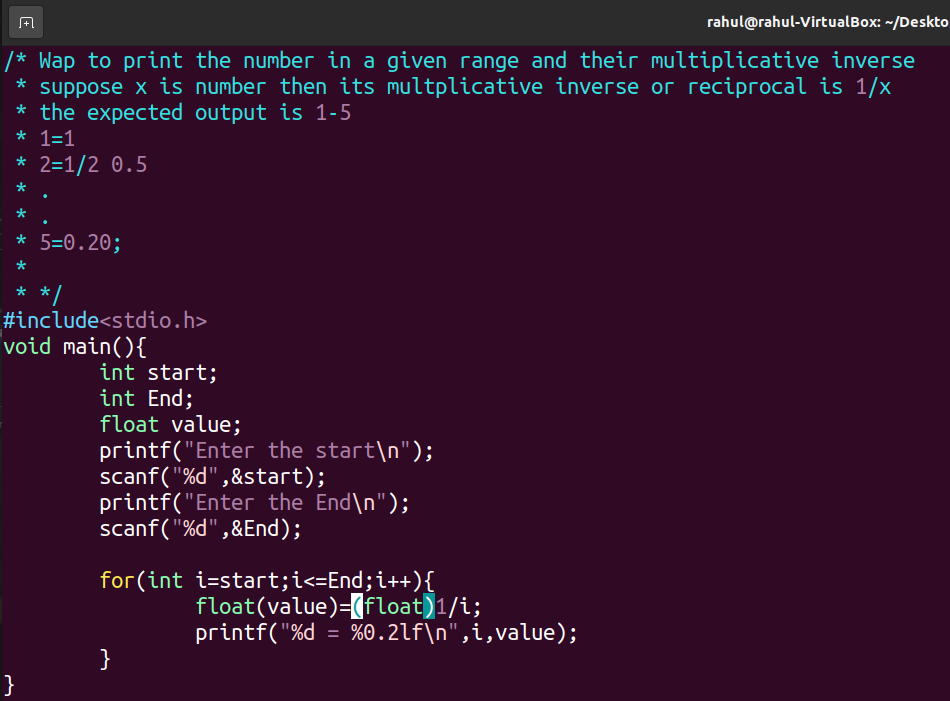 rahul@rahul-VirtualBox: ~/Deskto
/* Wap to print the number in a given range and their multiplicative inverse
 * suppose x is number then its multplicative inverse or reciprocal is 1/x
 * the expected output is 1-5
 * 1=1
 * 2=1/2 0.5
 * .
 * .
 * 5=0.20;
 *
 * */
#include<stdio.h>
void main(){
        int start;
        int End;
        float value;
        printf("Enter the start\n");
        scanf("%d",&start);
        printf("Enter the End\n");
        scanf("%d",&End);

        for(int i=start;i<=End;i++){
                float(value)=(float)1/i;
                printf("%d = %0.2lf\n",i,value);
        }
}